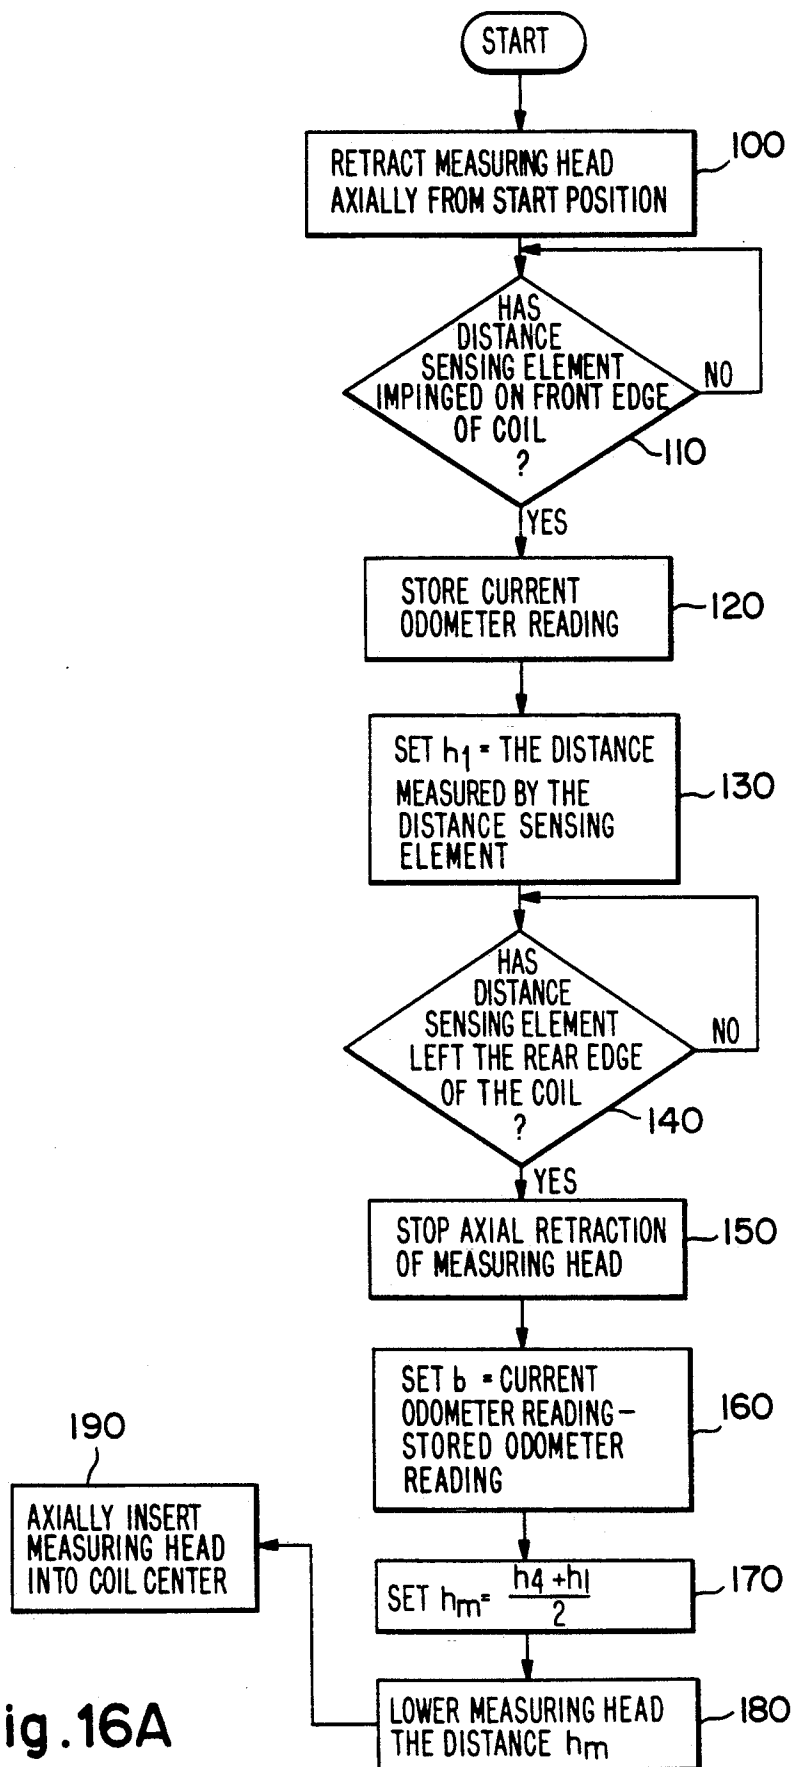 START
RETRACT MEASURING HEAD
AXIALLY FROM START POSITION
100
HAS
DISTANCE
SENSING ELEMENT
IMPINGED ON FRONT EDGE
OF COIL
?
NO
110
YES
STORE CURRENT
ODOMETER READING
120
SET h1 = THE DISTANCE
MEASURED BY THE
DISTANCE SENSING
ELEMENT
130
HAS
DISTANCE
SENSING ELEMENT
LEFT THE REAR EDGE
OF THE COIL
?
NO
140
YES
STOP AXIAL RETRACTION
OF MEASURING HEAD
150
SET b = CURRENT
ODOMETER READING –
STORED ODOMETER
READING
160
SET hm= h4 + h1
2
170
LOWER MEASURING HEAD
THE DISTANCE hm
180
190
AXIALLY INSERT
MEASURING HEAD
INTO COIL CENTER
ig.16A